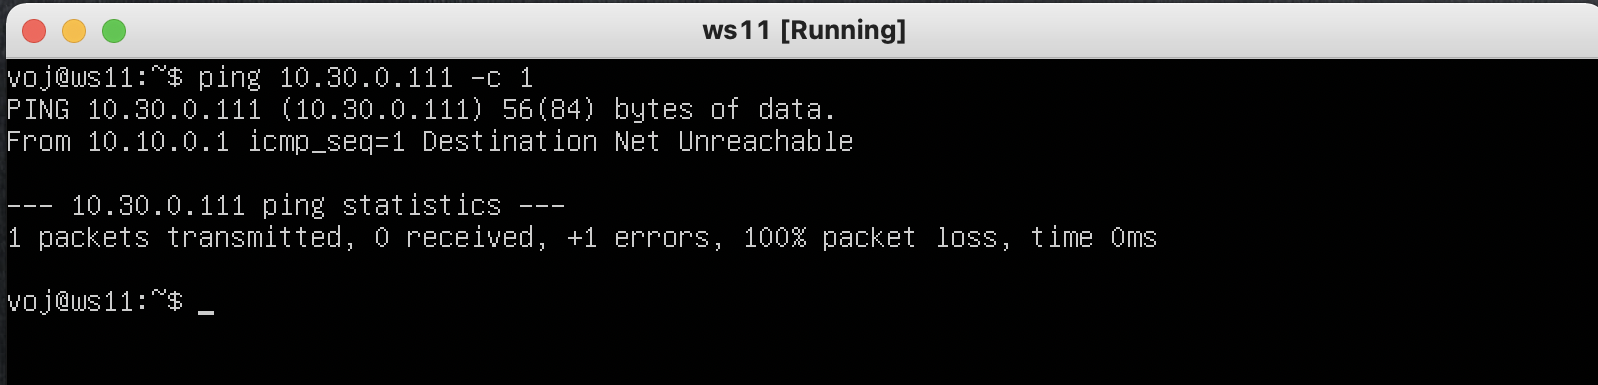 ws11 [Running]
voj@ws11:~$ ping 10.30.0.111 -c 1
PING 10.30.0.111 (10.30.0.111) 56(84) bytes of data.
From 10.10.0.1 icmp_seq=1 Destination Net Unreachable
--- 10.30.0.111 ping statistics ---
1 packets transmitted, 0 received, +1 errors, 100% packet loss, time 0ms
voj@ws11:~$ _